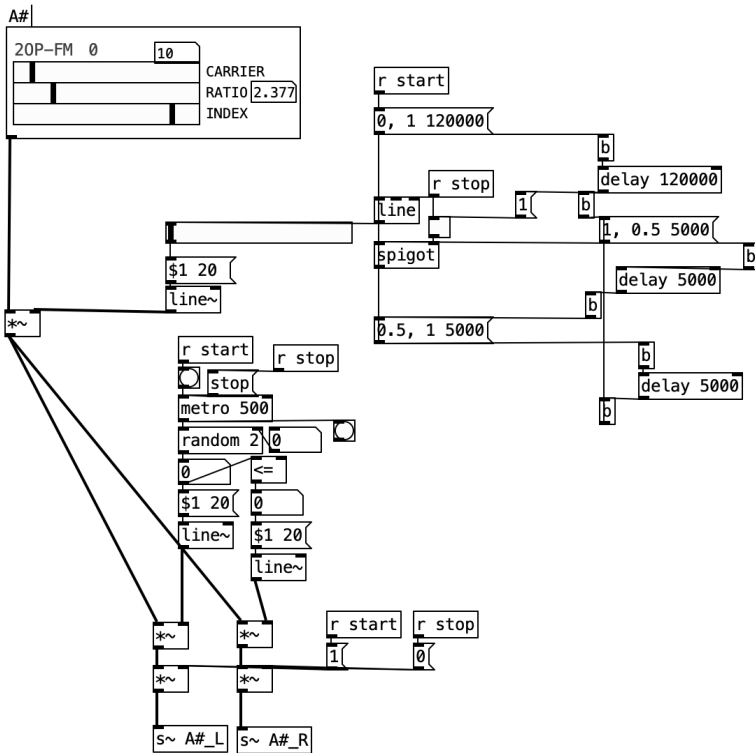 A#
2OP-FM 0
10
CARRIER
RATIO 2.377
INDEX
r start
0, 1 120000
b
delay 120000
r stop
line
1
b
1, 0.5 5000
$1 20
spigot
b
line~
delay 5000
b
*~
0.5, 1 5000
r start
r stop
b
stop
delay 5000
metro 500
b
random 2
0
0
<=
$1 20
0
line~
$1 20
line~
*~
*~
r start
r stop
1
0
*~
*~
s~ A#_L
s~ A#_R